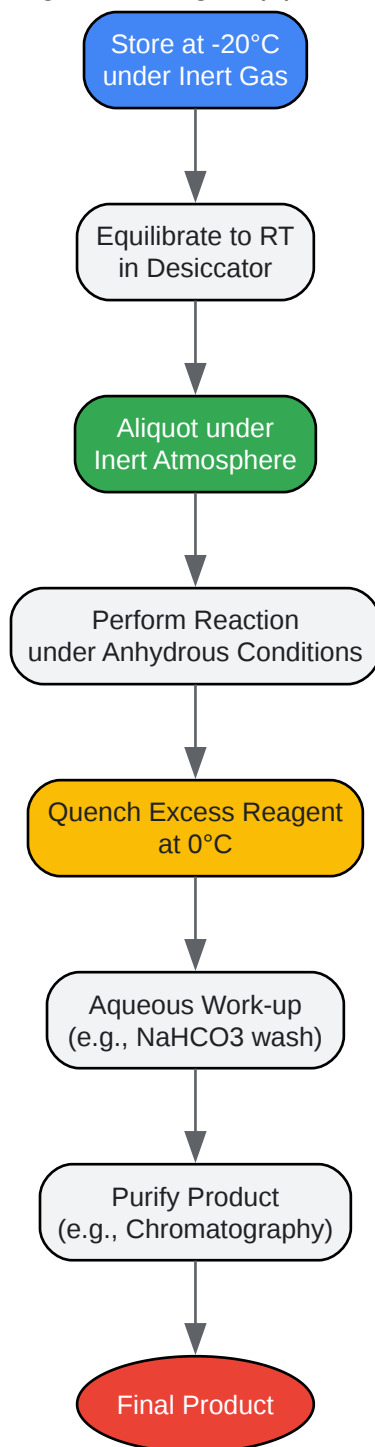 Store at -20°C
under Inert Gas
Equilibrate to RT
in Desiccator
Aliquot under
Inert Atmosphere
Perform Reaction
under Anhydrous Conditions
Quench Excess Reagent
at 0°C
Aqueous Work-up
(e.g., NaHCO3 wash)
Purify Product
(e.g., Chromatography)
Final Product